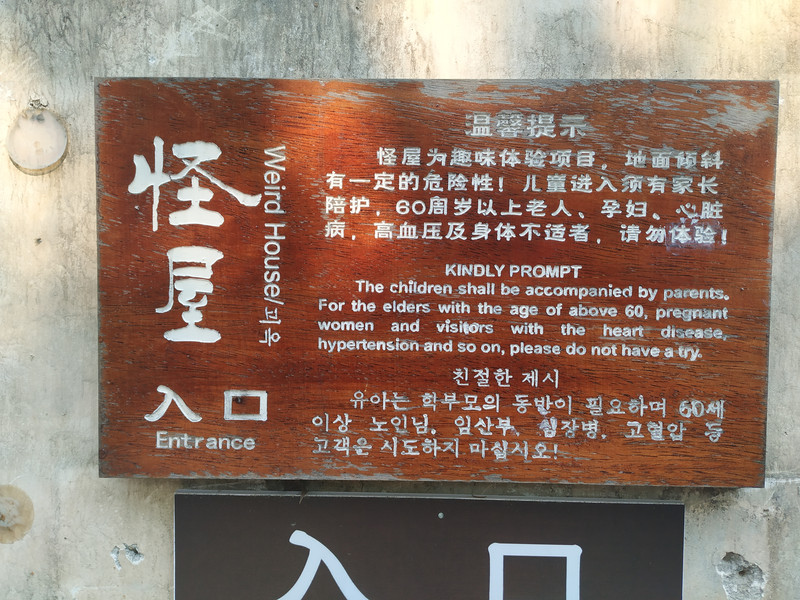 怪屋
Weird House/괴옥
入口
Entrance
温馨提示
怪屋为趣味体验项目，地面倾斜
有一定的危险性！儿童进入须有家长
陪护，60周岁以上老人、孕妇、心脏
病，高血压及身体不适者，请勿体验！
KINDLY PROMPT
The children shall be accompanied by parents.
For the elders with the age of above 60, pregnant
women and visitors with the heart disease,
hypertension and so on, please do not have a try.
친절한 제시
유아는 학부모의 동반이 필요하며 60세
이상 노인님, 임산부, 심장병, 고혈압 등
고객은 시도하지 마십시오!
入口